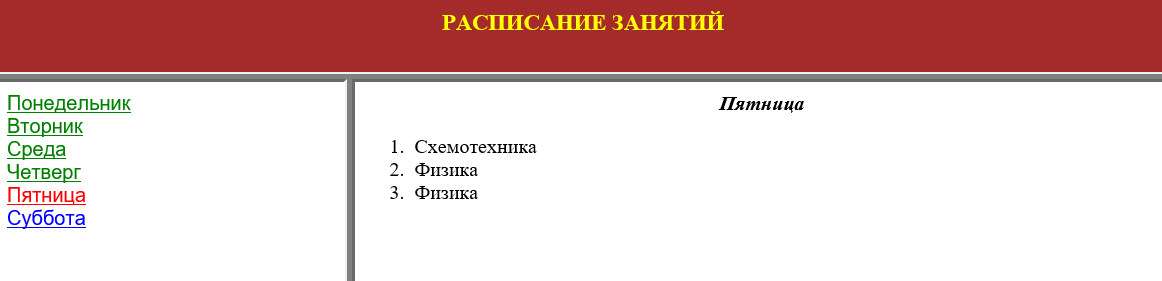 РАСПИСАНИЕ ЗАНЯТИЙ
Понедельник
Вторник
Среда
Четверг
Пятница
Суббота
Пятница
1. Схемотехника
2. Физика
3. Физика